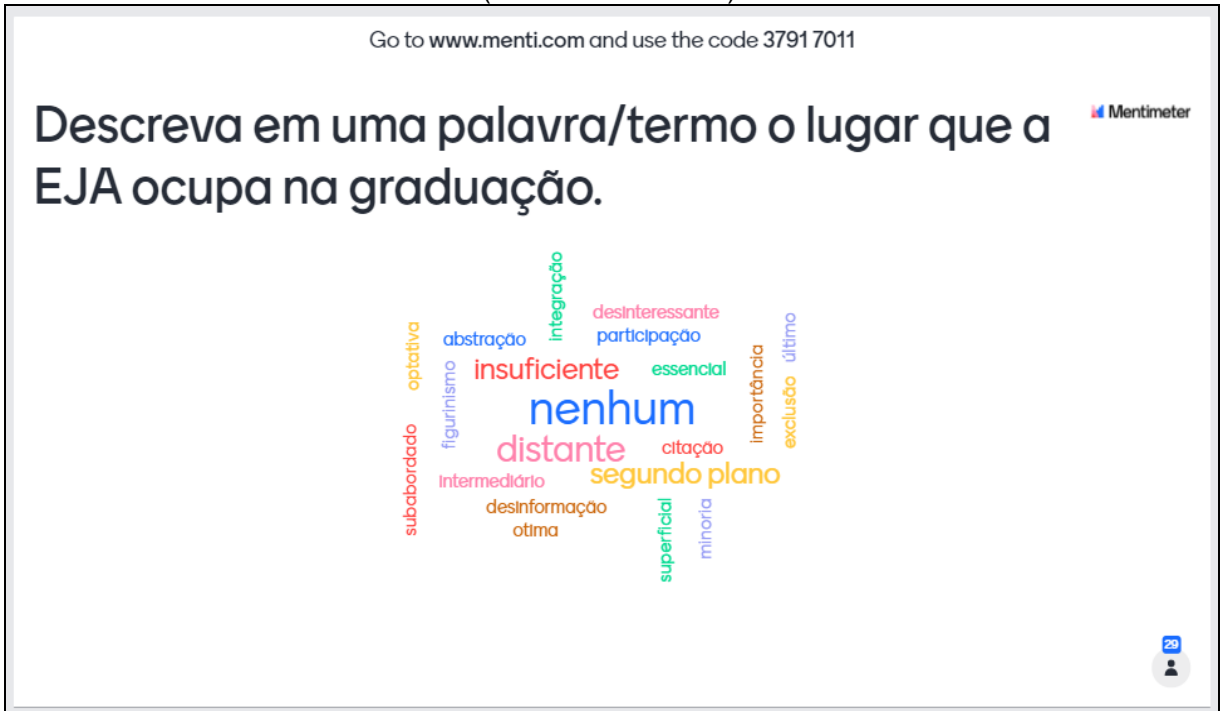 Go to www.menti.com and use the code 3791 7011
Mentimeter
Descreva em uma palavra/termo o lugar que a
EJA ocupa na graduação.
integração
desinteressante
abstração
participação
último
optativa
insuficiente
essencial
importância
figurinismo
nenhum
exclusão
distante
citação
subabordado
intermediário
segundo plano
desinformação
otima
superficial
minoria
29